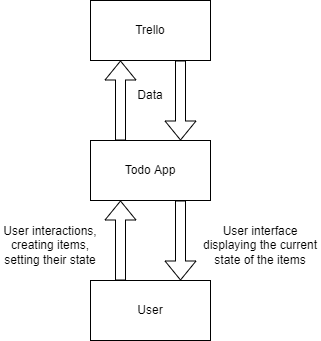 Trello
Data
Todo App
User interactions,
creating items,
setting their state
User interface
displaying the current
state of the items
User